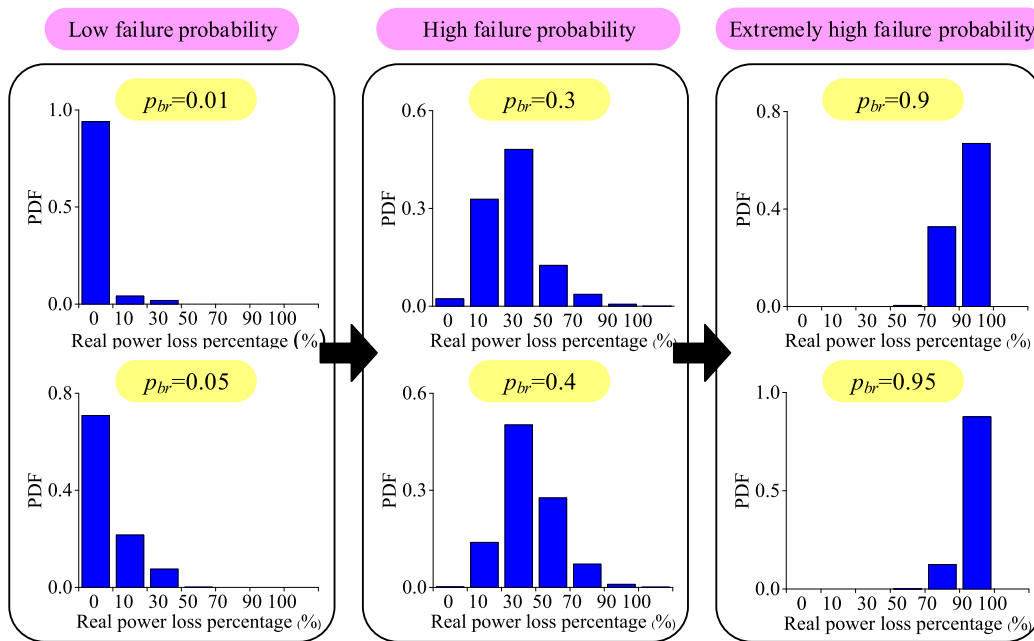 Low failure probability
High failure probability
Extremely high failure probability
p_br=0.01
1.0
0.5
0.0
PDF
0 10 30 50 70 90 100
Real power loss percentage (%)
p_br=0.05
0.8
0.4
0.0
PDF
0 10 30 50 70 90 100
Real power loss percentage (%)
p_br=0.3
0.6
0.3
0.0
PDF
0 10 30 50 70 90 100
Real power loss percentage (%)
p_br=0.4
0.6
0.3
0.0
PDF
0 10 30 50 70 90 100
Real power loss percentage (%)
p_br=0.9
0.8
0.4
0.0
PDF
0 10 30 50 70 90 100
Real power loss percentage (%)
p_br=0.95
1.0
0.5
0.0
PDF
0 10 30 50 70 90 100
Real power loss percentage (%)